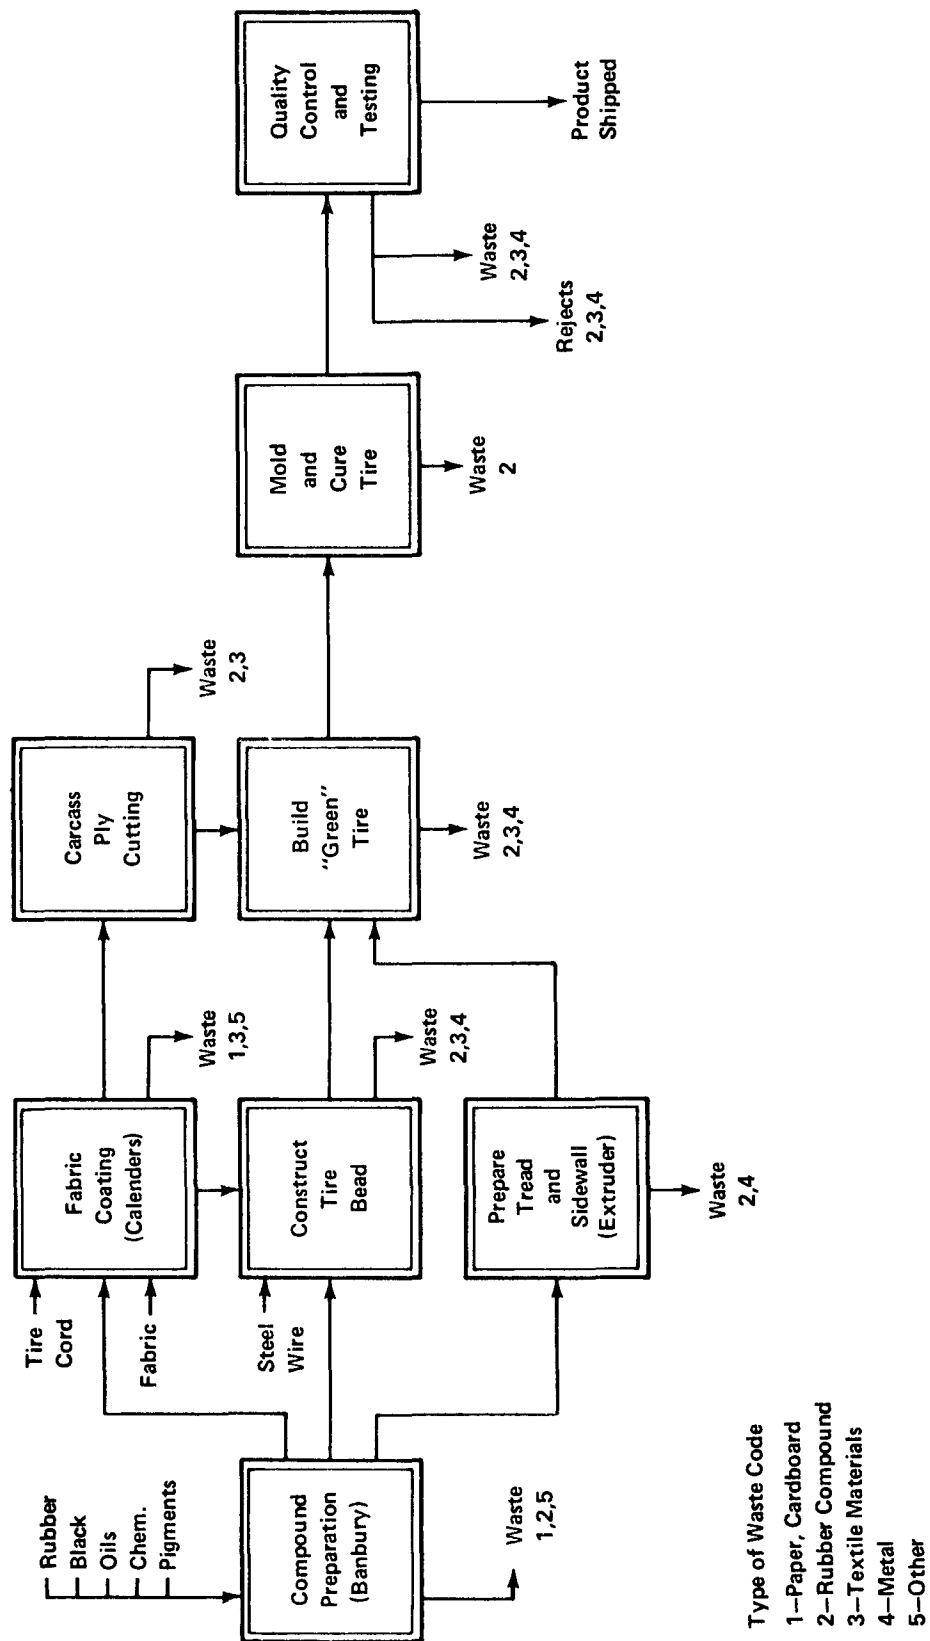 Rubber
Black
Oils
Chem.
Pigments
Compound
Preparation
(Banbury)
Waste
1,2,5
Tire
Cord
Fabric
Fabric
Coating
(Calenders)
Waste
1,3,5
Steel
Wire
Construct
Tire
Bead
Waste
2,3,4
Prepare
Tread
and
Sidewall
(Extruder)
Waste
2,4
Carcass
Ply
Cutting
Waste
2,3
Build
"Green"
Tire
Waste
2,3,4
Mold
and
Cure
Tire
Waste
2
Quality
Control
and
Testing
Waste
2,3,4
Rejects
2,3,4
Product
Shipped
Type of Waste Code
1–Paper, Cardboard
2–Rubber Compound
3–Textile Materials
4–Metal
5–Other